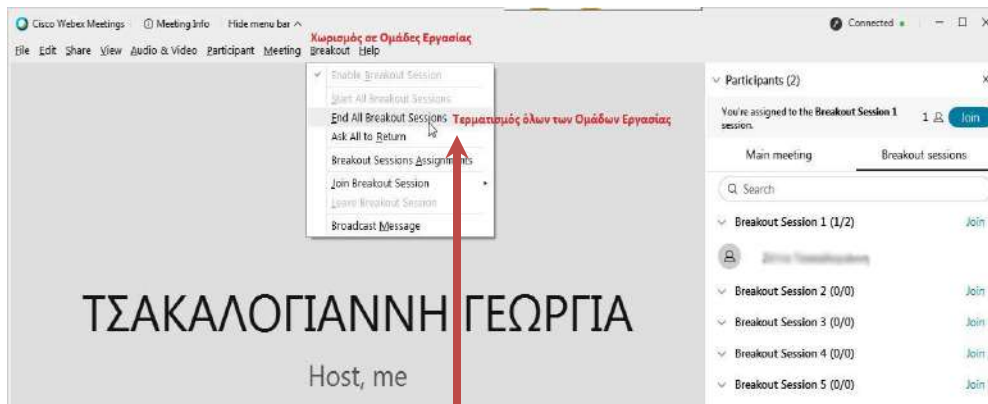 Cisco Webex Meetings Meeting Info Hide menu bar
Connected
Χωρισμός σε Ομάδες Εργασίας
File Edit Share View Audio & Video Participant Meeting Breakout Help
Enable Breakout Session
Start All Breakout Sessions
End All Breakout Sessions
Τερματισμός όλων των Ομάδων Εργασίας
Ask All to Return
Breakout Sessions Assignments
Join Breakout Session
Leave Breakout Session
Broadcast Message
ΤΣΑΚΑΛΟΓΙΑΝΝΗ ΓΕΩΡΓΙΑ
Host, me
Participants (2)
You're assigned to the Breakout Session 1
session.
1 Join
Main meeting Breakout sessions
Search
Breakout Session 1 (1/2) Join
Breakout Session 2 (0/0) Join
Breakout Session 3 (0/0) Join
Breakout Session 4 (0/0) Join
Breakout Session 5 (0/0) Join